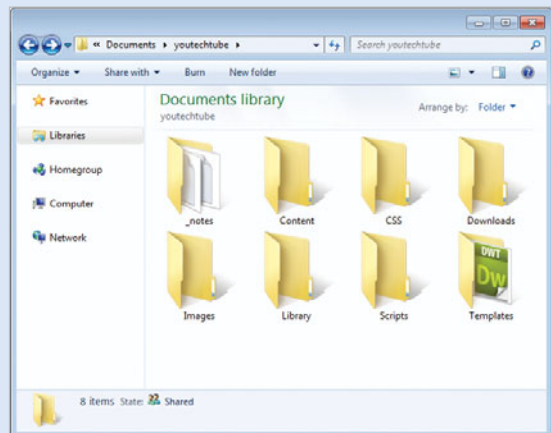 « Documents ▸ youtechtube ▸
Search youtechtube
Organize ▾ Share with ▾ Burn New folder
Favorites
Libraries
Homegroup
Computer
Network
Documents library
youtechtube
Arrange by: Folder ▾
_notes Content CSS Downloads
DWT
Dw
Images Library Scripts Templates
8 items State: Shared